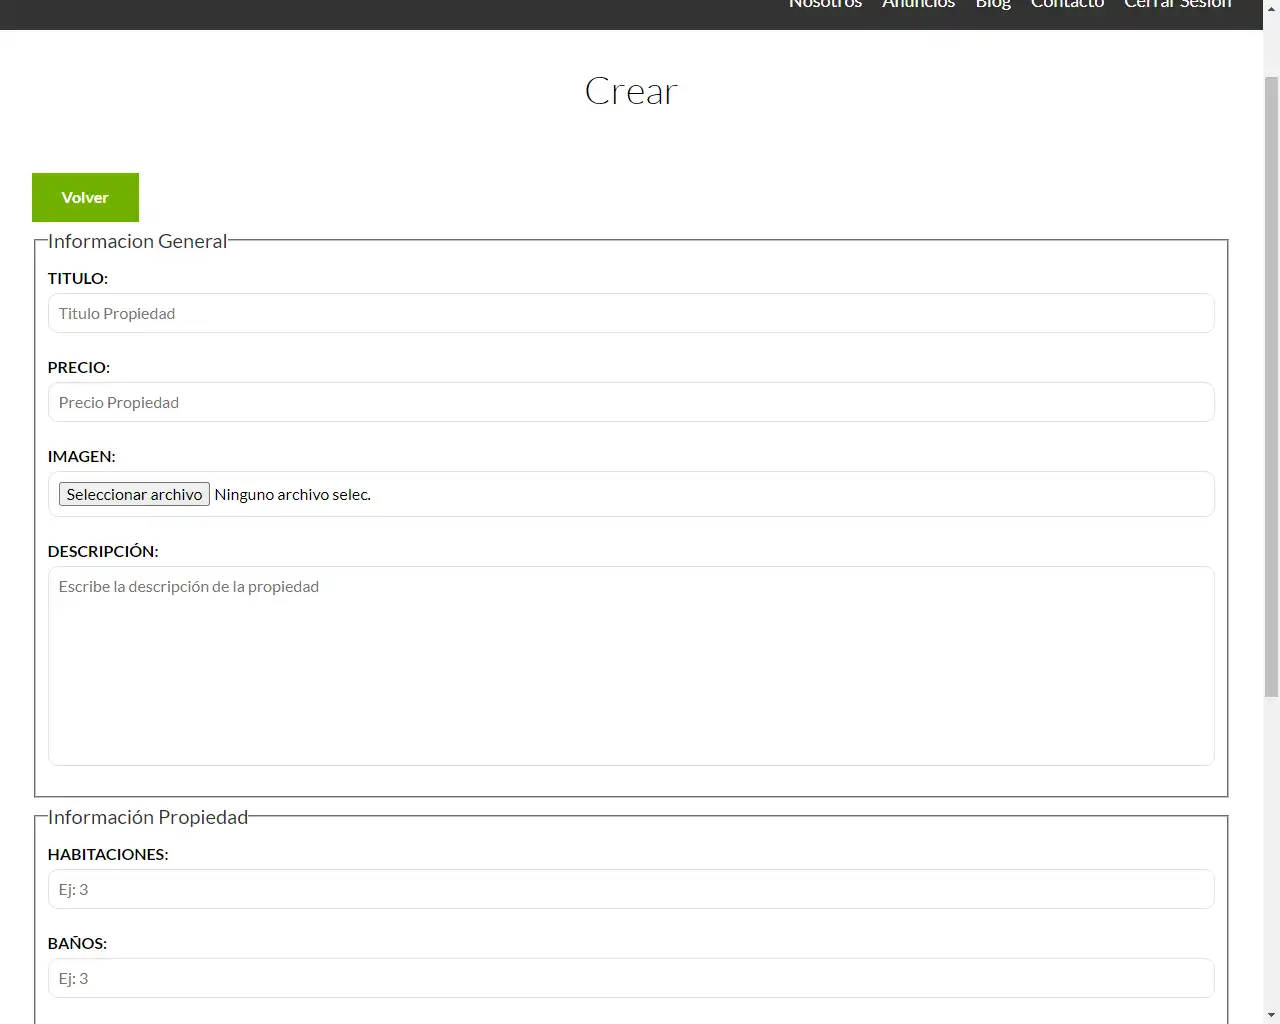 Nosotros Anuncios Blog Contacto Cerrar Sesión
Crear
Volver
Informacion General
TITULO:
Titulo Propiedad
PRECIO:
Precio Propiedad
IMAGEN:
Seleccionar archivo Ninguno archivo selec.
DESCRIPCIÓN:
Escribe la descripción de la propiedad
Información Propiedad
HABITACIONES:
Ej: 3
BAÑOS:
Ej: 3